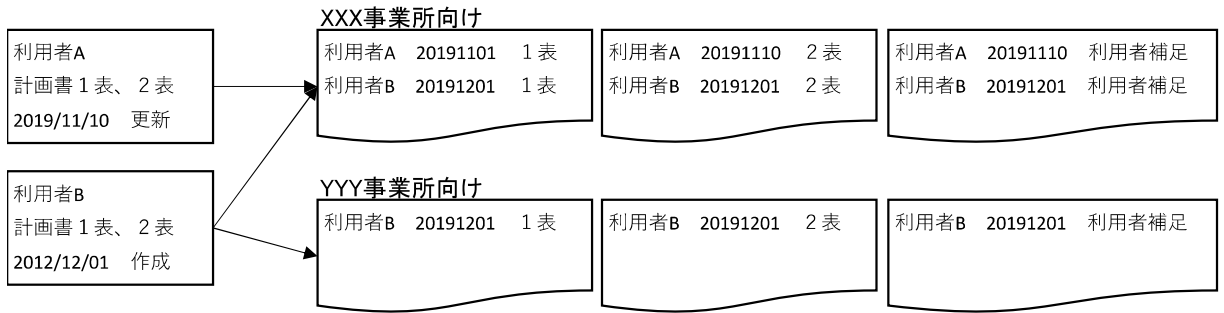 XXX事業所向け
利用者A
計画書１表、２表
2019/11/10　更新
利用者A　20191101　１表
利用者B　20191201　１表
利用者A　20191110　２表
利用者B　20191201　２表
利用者A　20191110　利用者補足
利用者B　20191201　利用者補足
利用者B
計画書１表、２表
2012/12/01　作成
YYY事業所向け
利用者B　20191201　１表
利用者B　20191201　２表
利用者B　20191201　利用者補足